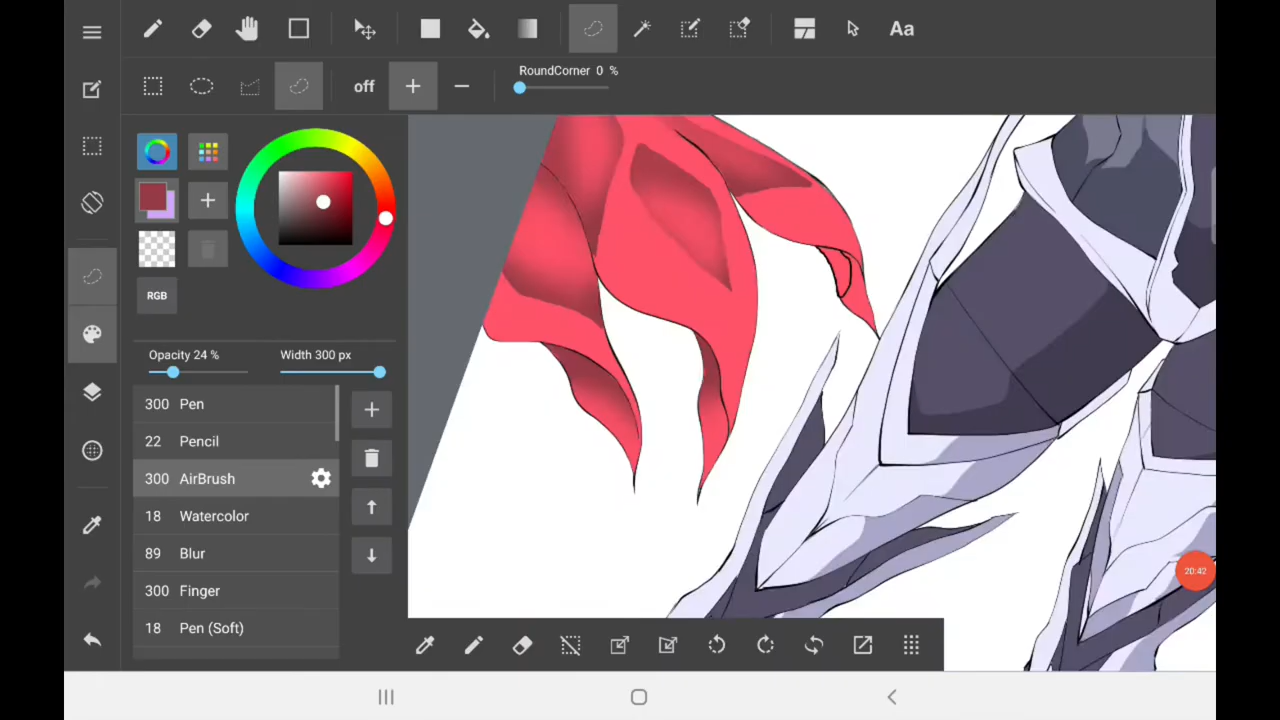 Aa
off
RoundCorner 0 %
RGB
Opacity 24 %
Width 300 px
300 Pen
22 Pencil
300 AirBrush
18 Watercolor
89 Blur
300 Finger
18 Pen (Soft)
20:42